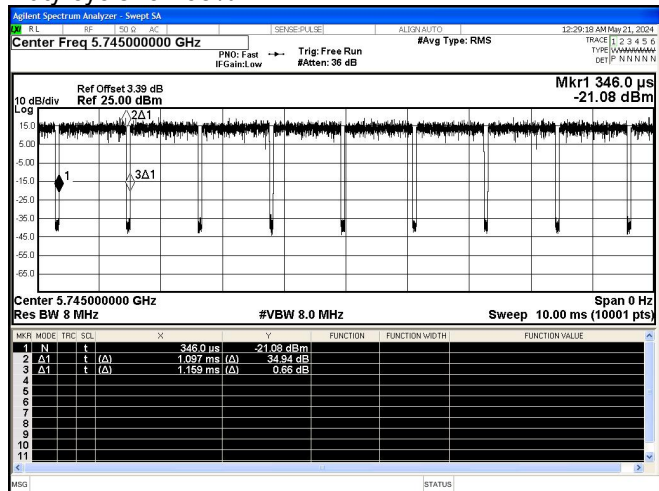 Agilent Spectrum Analyzer - Swept SA
RL RF 50 Ω AC SENSE:PULSE ALIGN AUTO 12:29:18 AM May 21, 2024
Center Freq 5.745000000 GHz
PNO: Fast
IFGain:Low
Trig: Free Run
#Atten: 36 dB
#Avg Type: RMS
TRACE 1 2 3 4 5 6
TYPE WWWWWW
DET P N N N N N
Mkr1 346.0 µs
-21.08 dBm
Ref Offset 3.39 dB
10 dB/div Ref 25.00 dBm
Log
2Δ1
15.0
5.00
-5.00
-15.0
1
3Δ1
-25.0
-35.0
-45.0
-55.0
-65.0
Center 5.745000000 GHz Span 0 Hz
Res BW 8 MHz #VBW 8.0 MHz Sweep 10.00 ms (10001 pts)
MKR MODE TRC SCL X Y FUNCTION FUNCTION WIDTH FUNCTION VALUE
1 N t 346.0 µs -21.08 dBm
2 Δ1 t (Δ) 1.097 ms (Δ) 34.94 dB
3 Δ1 t (Δ) 1.159 ms (Δ) 0.66 dB
4
5
6
7
8
9
10
11
MSG STATUS